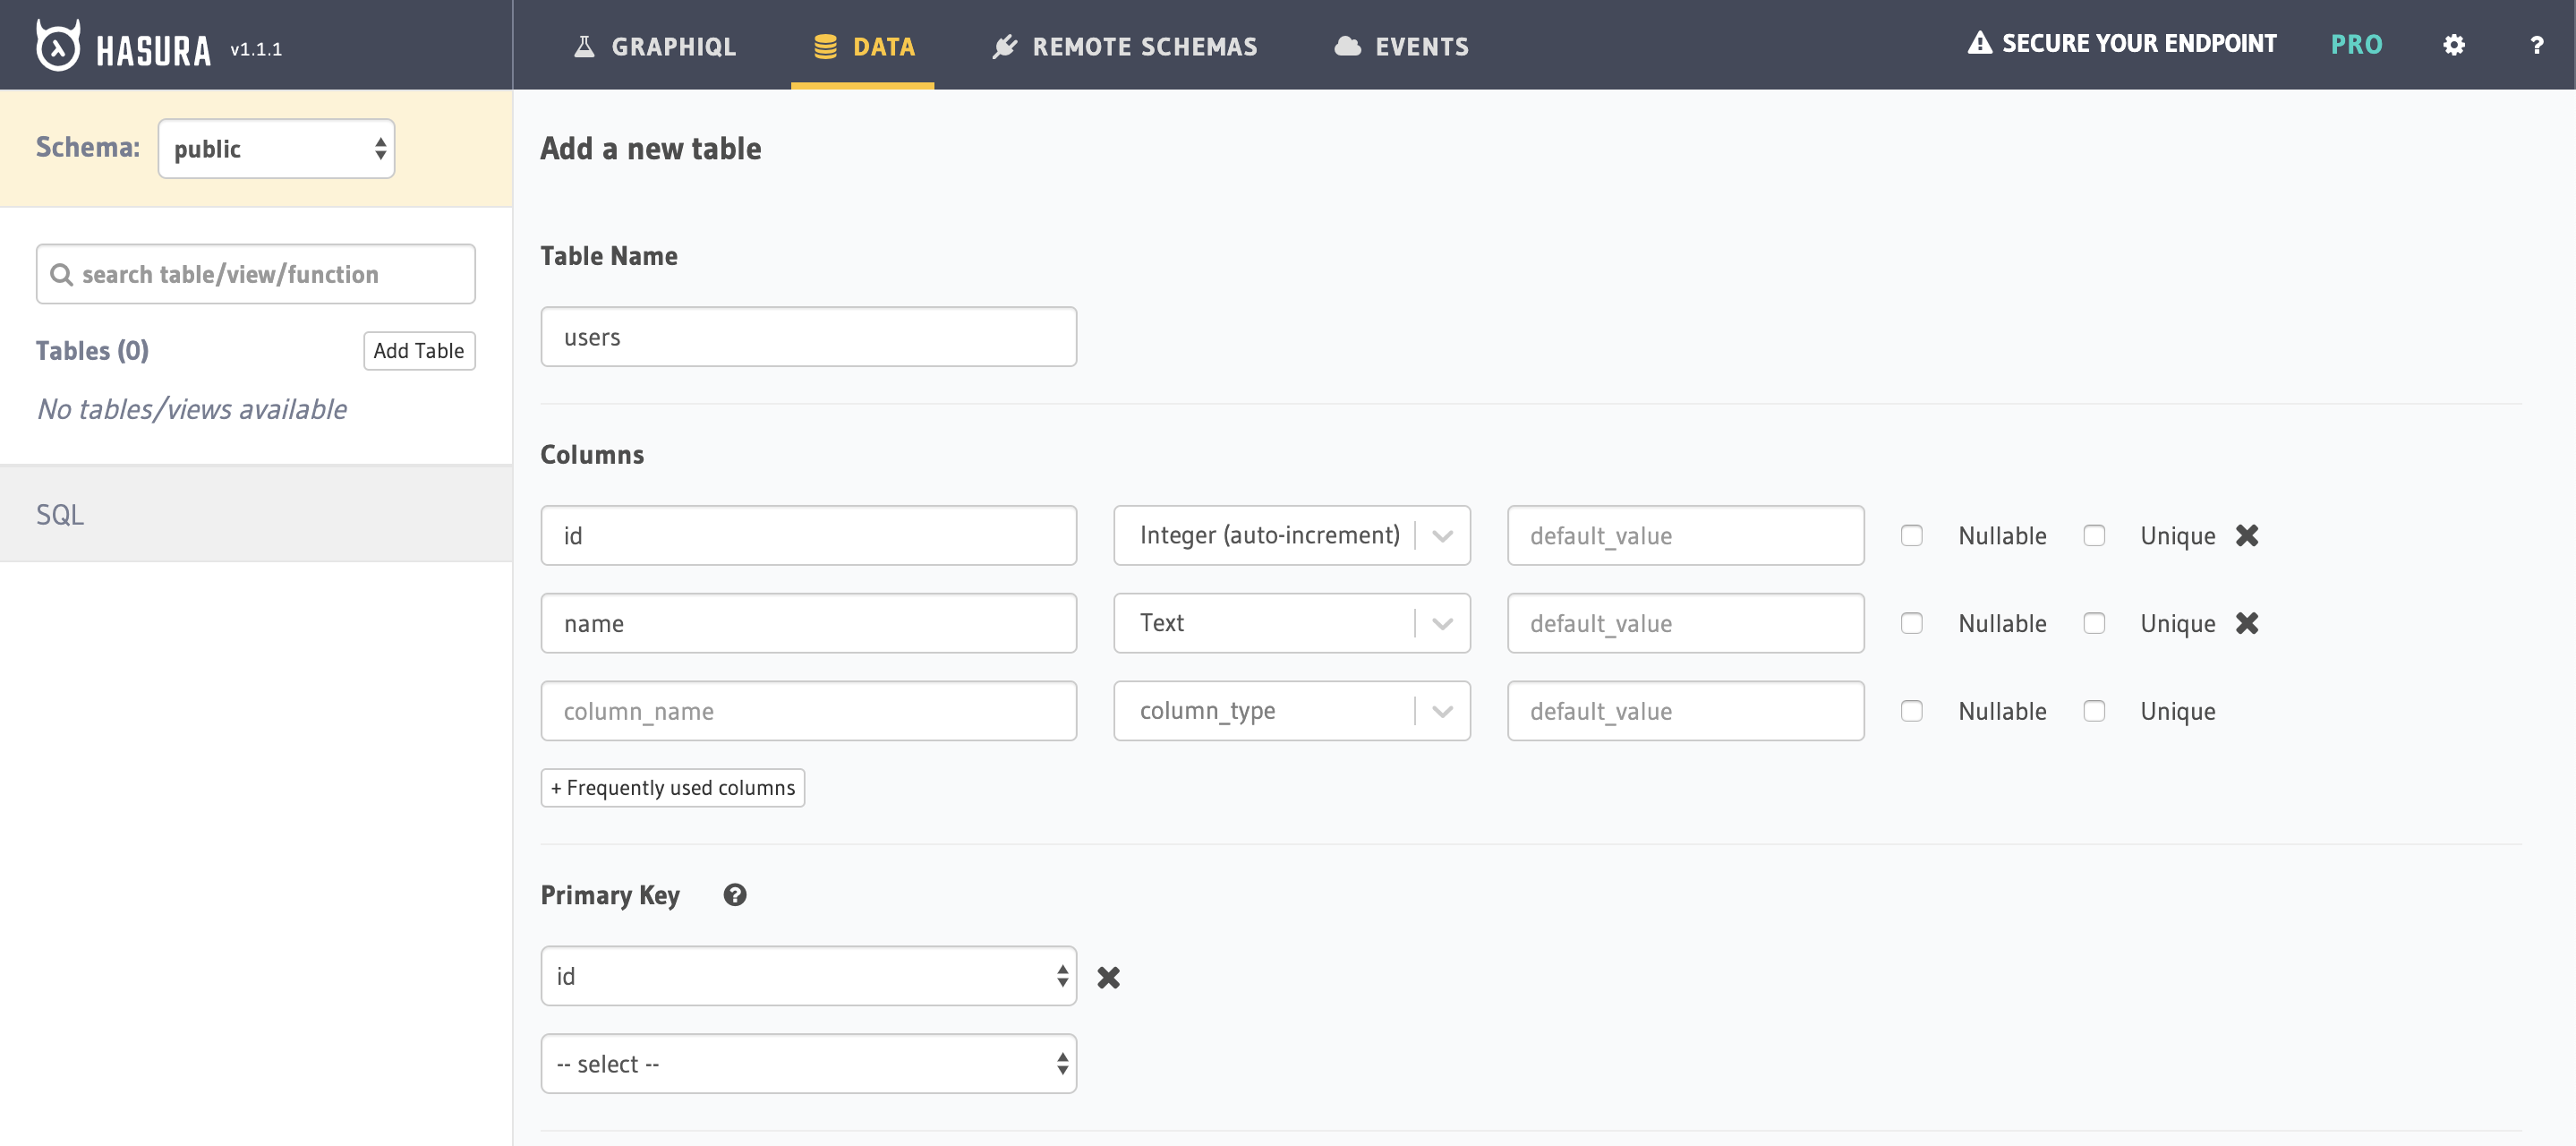 HASURA v1.1.1
GRAPHIQL DATA REMOTE SCHEMAS EVENTS SECURE YOUR ENDPOINT PRO ?
Schema: public
search table/view/function
Tables (0) Add Table
No tables/views available
SQL
Add a new table
Table Name
users
Columns
id Integer (auto-increment) default_value Nullable Unique
name Text default_value Nullable Unique
column_name column_type default_value Nullable Unique
+ Frequently used columns
Primary Key ?
id
-- select --